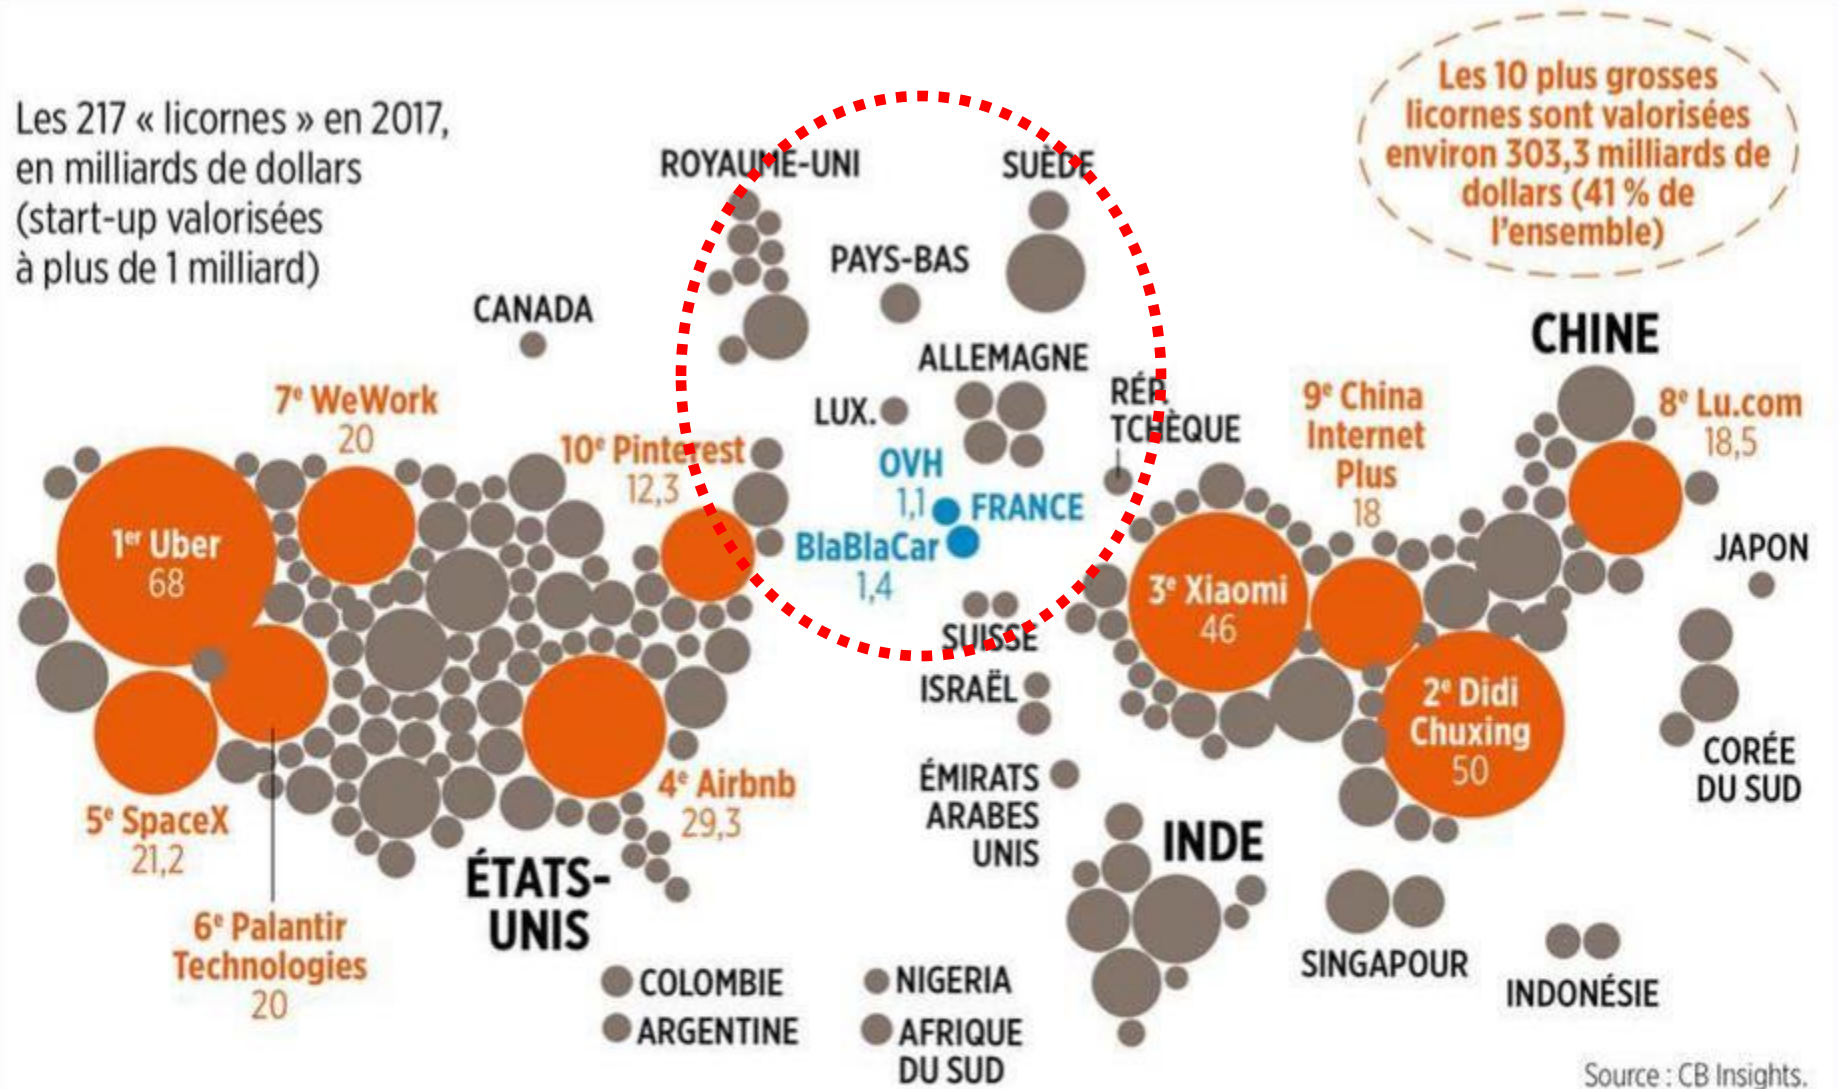 Les 217 « licornes » en 2017,
en milliards de dollars
(start-up valorisées
à plus de 1 milliard)
Les 10 plus grosses
licornes sont valorisées
environ 303,3 milliards de
dollars (41 % de
l'ensemble)
ROYAUME-UNI
SUÈDE
PAYS-BAS
CANADA
ALLEMAGNE
LUX.
RÉP.
TCHÈQUE
OVH
1,1
FRANCE
BlaBlaCar
1,4
SUISSE
ISRAËL
ÉMIRATS
ARABES
UNIS
7e WeWork
20
10e Pinterest
12,3
1er Uber
68
5e SpaceX
21,2
4e Airbnb
29,3
6e Palantir
Technologies
20
ÉTATS-
UNIS
CHINE
9e China
Internet
Plus
18
8e Lu.com
18,5
3e Xiaomi
46
2e Didi
Chuxing
50
JAPON
CORÉE
DU SUD
INDE
SINGAPOUR
INDONÉSIE
COLOMBIE
ARGENTINE
NIGERIA
AFRIQUE
DU SUD
Source : CB Insights.